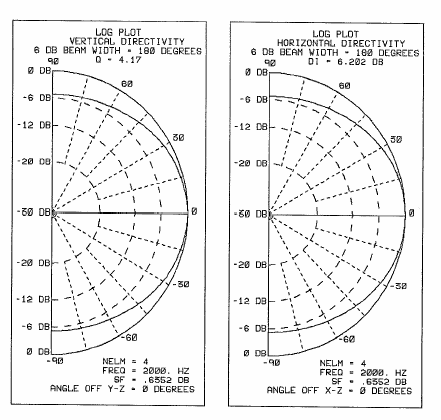 LOG PLOT
VERTICAL DIRECTIVITY
6 DB BEAM WIDTH = 180 DEGREES
Q = 4.17
90
0 DB
-6 DB
-12 DB
-20 DB
-50 DB
-20 DB
-12 DB
-6 DB
0 DB
-90
60
30
0
-30
-60
NELM = 4
FREQ = 2000. HZ
SF = .6352 DB
ANGLE OFF Y-Z = 0 DEGREES
LOG PLOT
HORIZONTAL DIRECTIVITY
6 DB BEAM WIDTH = 180 DEGREES
DI = 6.202 DB
90
0 DB
-6 DB
-12 DB
-20 DB
-50 DB
-20 DB
-12 DB
-6 DB
0 DB
-90
60
30
0
-30
-60
NELM = 4
FREQ = 2000. HZ
SF = .6352 DB
ANGLE OFF X-Z = 0 DEGREES